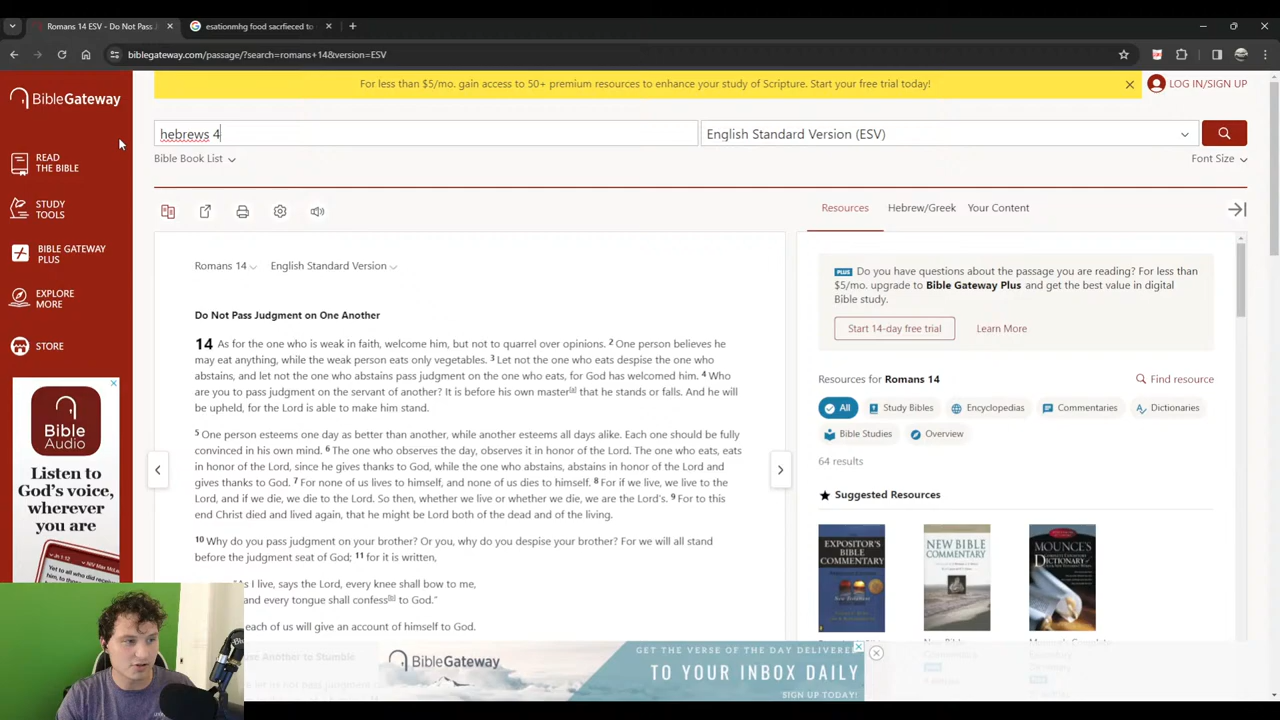 Romans 14 ESV - Do Not Pass J
esationmhg food sacrfieced to
biblegateway.com/passage/?search=romans+14&version=ESV
For less than $5/mo. gain access to 50+ premium resources to enhance your study of Scripture. Start your free trial today!
LOG IN/SIGN UP
BibleGateway
hebrews 4
English Standard Version (ESV)
Bible Book List
Font Size
READ
THE BIBLE
STUDY
TOOLS
BIBLE GATEWAY
PLUS
EXPLORE
MORE
STORE
Resources
Hebrew/Greek
Your Content
Romans 14
English Standard Version
Do Not Pass Judgment on One Another
14 As for the one who is weak in faith, welcome him, but not to quarrel over opinions. 2 One person believes he
may eat anything, while the weak person eats only vegetables. 3 Let not the one who eats despise the one who
abstains, and let not the one who abstains pass judgment on the one who eats, for God has welcomed him. 4 Who
are you to pass judgment on the servant of another? It is before his own master[a] that he stands or falls. And he will
be upheld, for the Lord is able to make him stand.
5 One person esteems one day as better than another, while another esteems all days alike. Each one should be fully
convinced in his own mind. 6 The one who observes the day, observes it in honor of the Lord. The one who eats, eats
in honor of the Lord, since he gives thanks to God, while the one who abstains, abstains in honor of the Lord and
gives thanks to God. 7 For none of us lives to himself, and none of us dies to himself. 8 For if we live, we live to the
Lord, and if we die, we die to the Lord. So then, whether we live or whether we die, we are the Lord's. 9 For to this
end Christ died and lived again, that he might be Lord both of the dead and of the living.
10 Why do you pass judgment on your brother? Or you, why do you despise your brother? For we will all stand
before the judgment seat of God; 11 for it is written,
s I live, says the Lord, every knee shall bow to me,
and every tongue shall confess[b] to God."
each of us will give an account of himself to God.
se Another to Stumble
PLUS Do you have questions about the passage you are reading? For less than
$5/mo. upgrade to Bible Gateway Plus and get the best value in digital
Bible study.
Start 14-day free trial
Learn More
Resources for Romans 14
Find resource
All
Study Bibles
Encyclopedias
Commentaries
Dictionaries
Bible Studies
Overview
64 results
Suggested Resources
EXPOSITOR'S
BIBLE
COMMENTARY
NEW BIBLE
COMMENTARY
MOUNCE'S
DICTIONARY
New Bible
Mounce's Complete
Bible
Audio
Listen to
God's voice,
wherever
you are
BibleGateway
GET THE VERSE OF THE DAY DELIVERE
TO YOUR INBOX DAILY
SIGN UP TODAY!